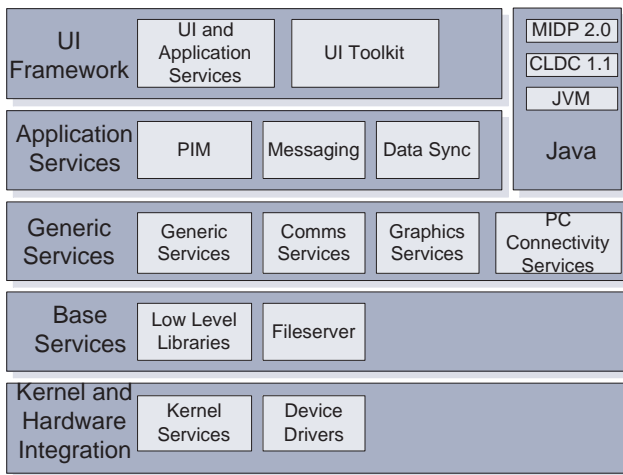 UI
Framework
UI and
Application
Services
UI Toolkit
MIDP 2.0
CLDC 1.1
JVM
Java
Application
Services
PIM
Messaging
Data Sync
Generic
Services
Generic
Services
Comms
Services
Graphics
Services
PC
Connectivity
Services
Base
Services
Low Level
Libraries
Fileserver
Kernel and
Hardware
Integration
Kernel
Services
Device
Drivers